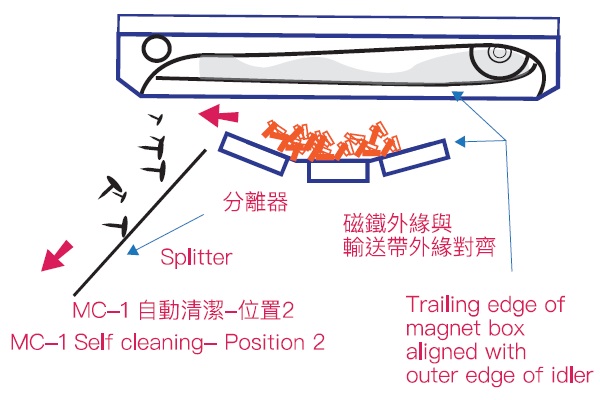 分離器
Splitter
磁鐵外緣與
輸送帶外緣對齊
MC–1 自動清潔–位置2
MC–1 Self cleaning– Position 2
Trailing edge of
magnet box
aligned with
outer edge of idler